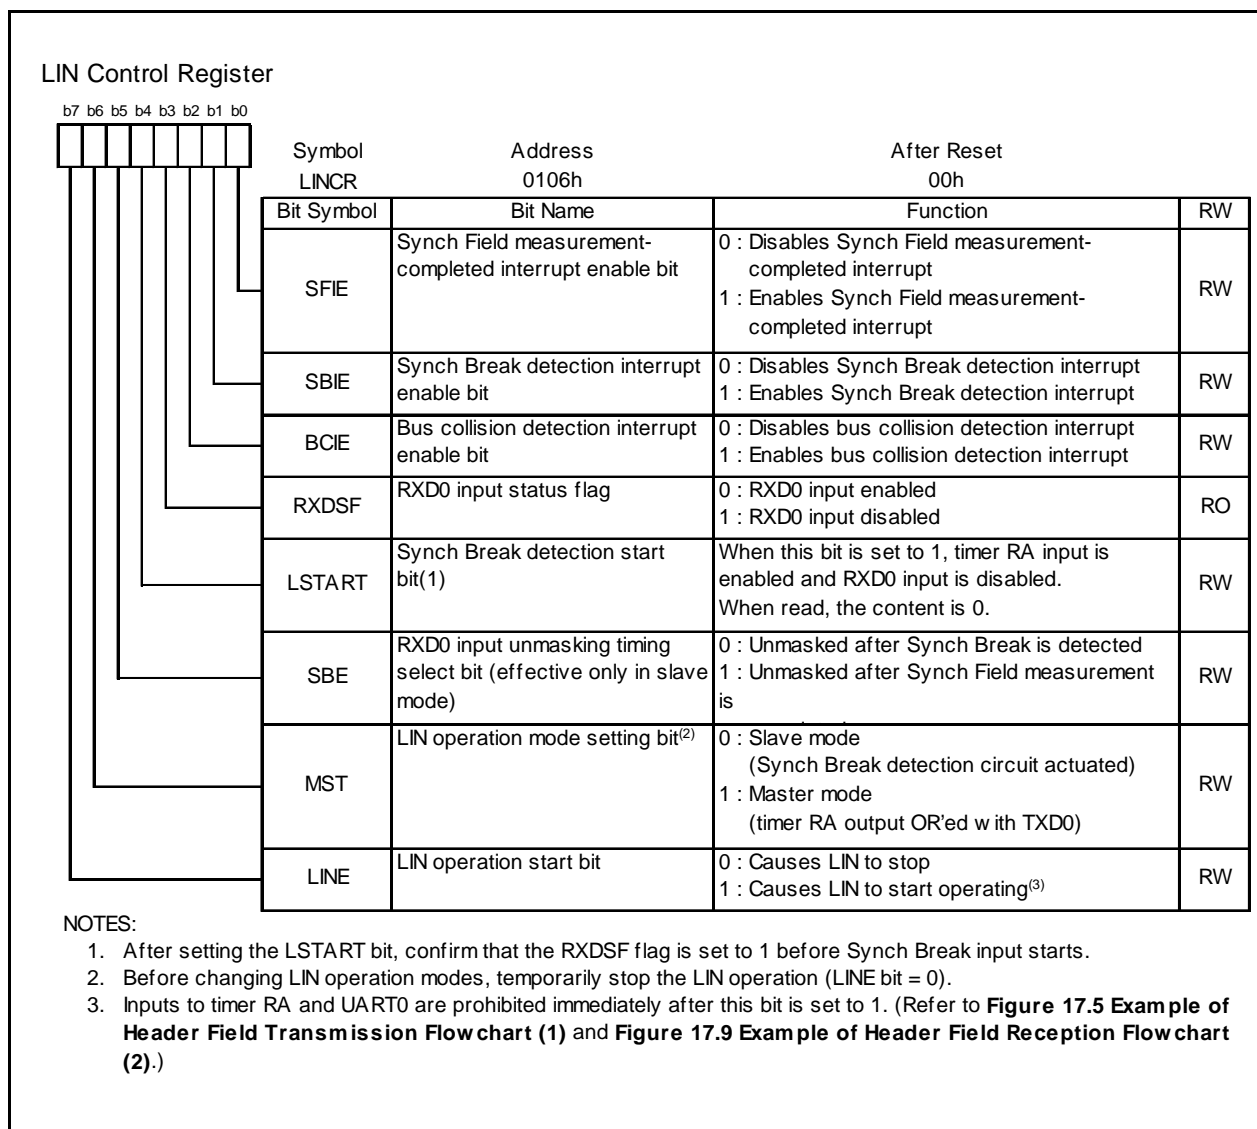 LIN Control Register
b7 b6 b5 b4 b3 b2 b1 b0
Symbol Address After Reset
LINCR 0106h 00h
Bit Symbol Bit Name Function RW
SFIE
Synch Field measurement-
completed interrupt enable bit
0 : Disables Synch Field measurement-
completed interrupt
1 : Enables Synch Field measurement-
completed interrupt
RW
SBIE
Synch Break detection interrupt
enable bit
0 : Disables Synch Break detection interrupt
1 : Enables Synch Break detection interrupt
RW
BCIE
Bus collision detection interrupt
enable bit
0 : Disables bus collision detection interrupt
1 : Enables bus collision detection interrupt
RW
RXDSF
RXD0 input status flag
0 : RXD0 input enabled
1 : RXD0 input disabled
RO
LSTART
Synch Break detection start
bit(1)
When this bit is set to 1, timer RA input is
enabled and RXD0 input is disabled.
When read, the content is 0.
RW
SBE
RXD0 input unmasking timing
select bit (effective only in slave
mode)
0 : Unmasked after Synch Break is detected
1 : Unmasked after Synch Field measurement
is
RW
MST
LIN operation mode setting bit(2)
0 : Slave mode
(Synch Break detection circuit actuated)
1 : Master mode
(timer RA output OR'ed with TXD0)
RW
LINE
LIN operation start bit
0 : Causes LIN to stop
1 : Causes LIN to start operating(3)
RW
NOTES:
1. After setting the LSTART bit, confirm that the RXDSF flag is set to 1 before Synch Break input starts.
2. Before changing LIN operation modes, temporarily stop the LIN operation (LINE bit = 0).
3. Inputs to timer RA and UART0 are prohibited immediately after this bit is set to 1. (Refer to Figure 17.5 Example of
Header Field Transmission Flowchart (1) and Figure 17.9 Example of Header Field Reception Flowchart
(2).)